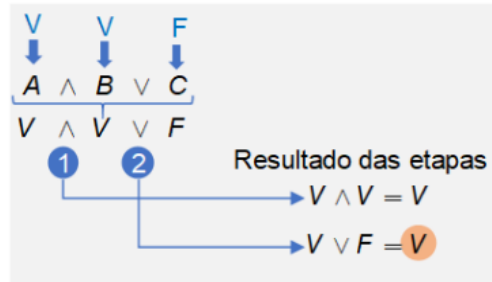 V V F
A ∧ B ∨ C
V ∧ V ∨ F
1 2
Resultado das etapas
V ∧ V = V
V ∨ F = V